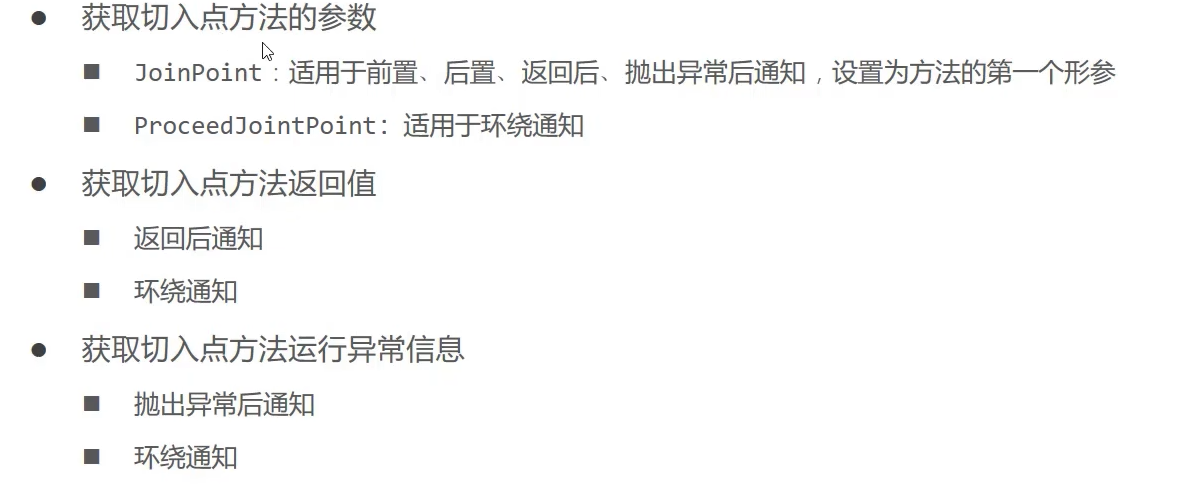 获取切入点方法的参数
JoinPoint：适用于前置、后置、返回后、抛出异常后通知，设置为方法的第一个形参
ProceedJointPoint：适用于环绕通知
获取切入点方法返回值
返回后通知
环绕通知
获取切入点方法运行异常信息
抛出异常后通知
环绕通知